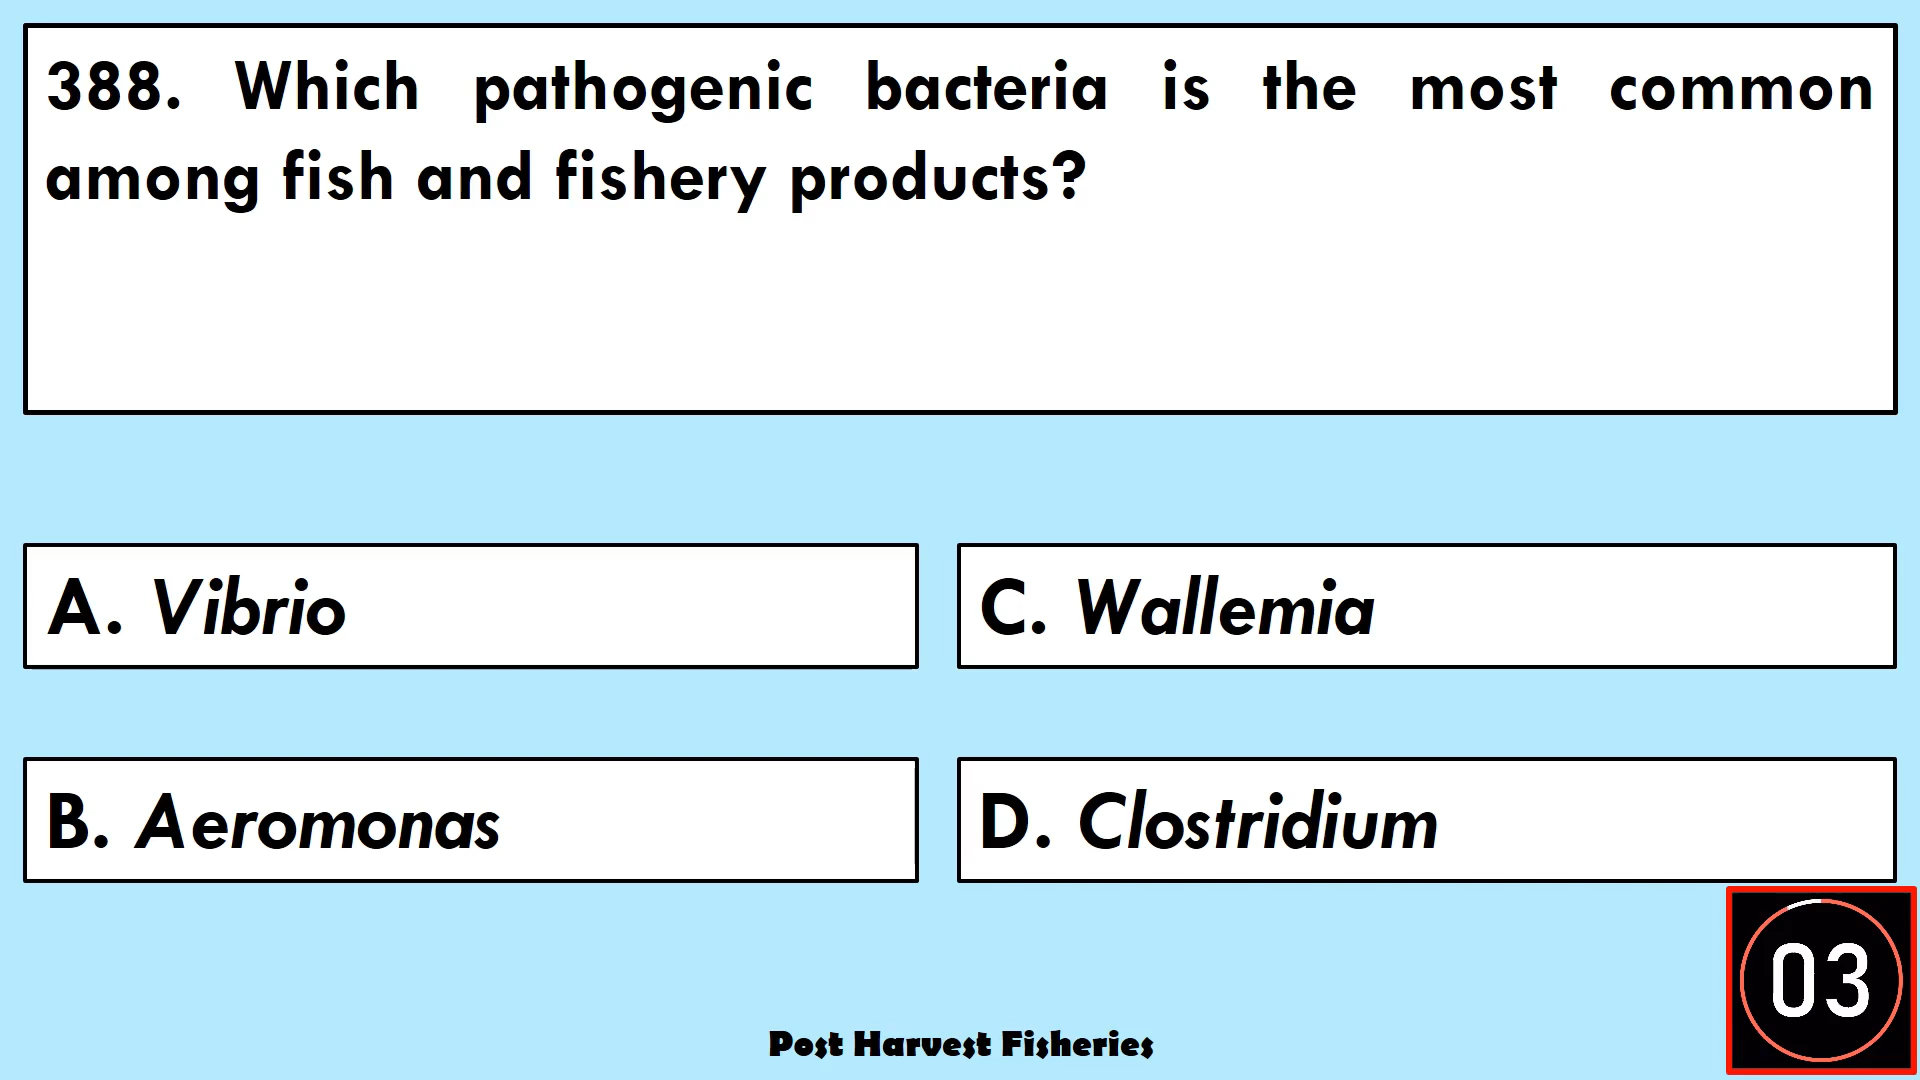 388. Which pathogenic bacteria is the most common
among fish and fishery products?
A. Vibrio
C. Wallemia
B. Aeromonas
D. Clostridium
03
Post Harvest Fisheries